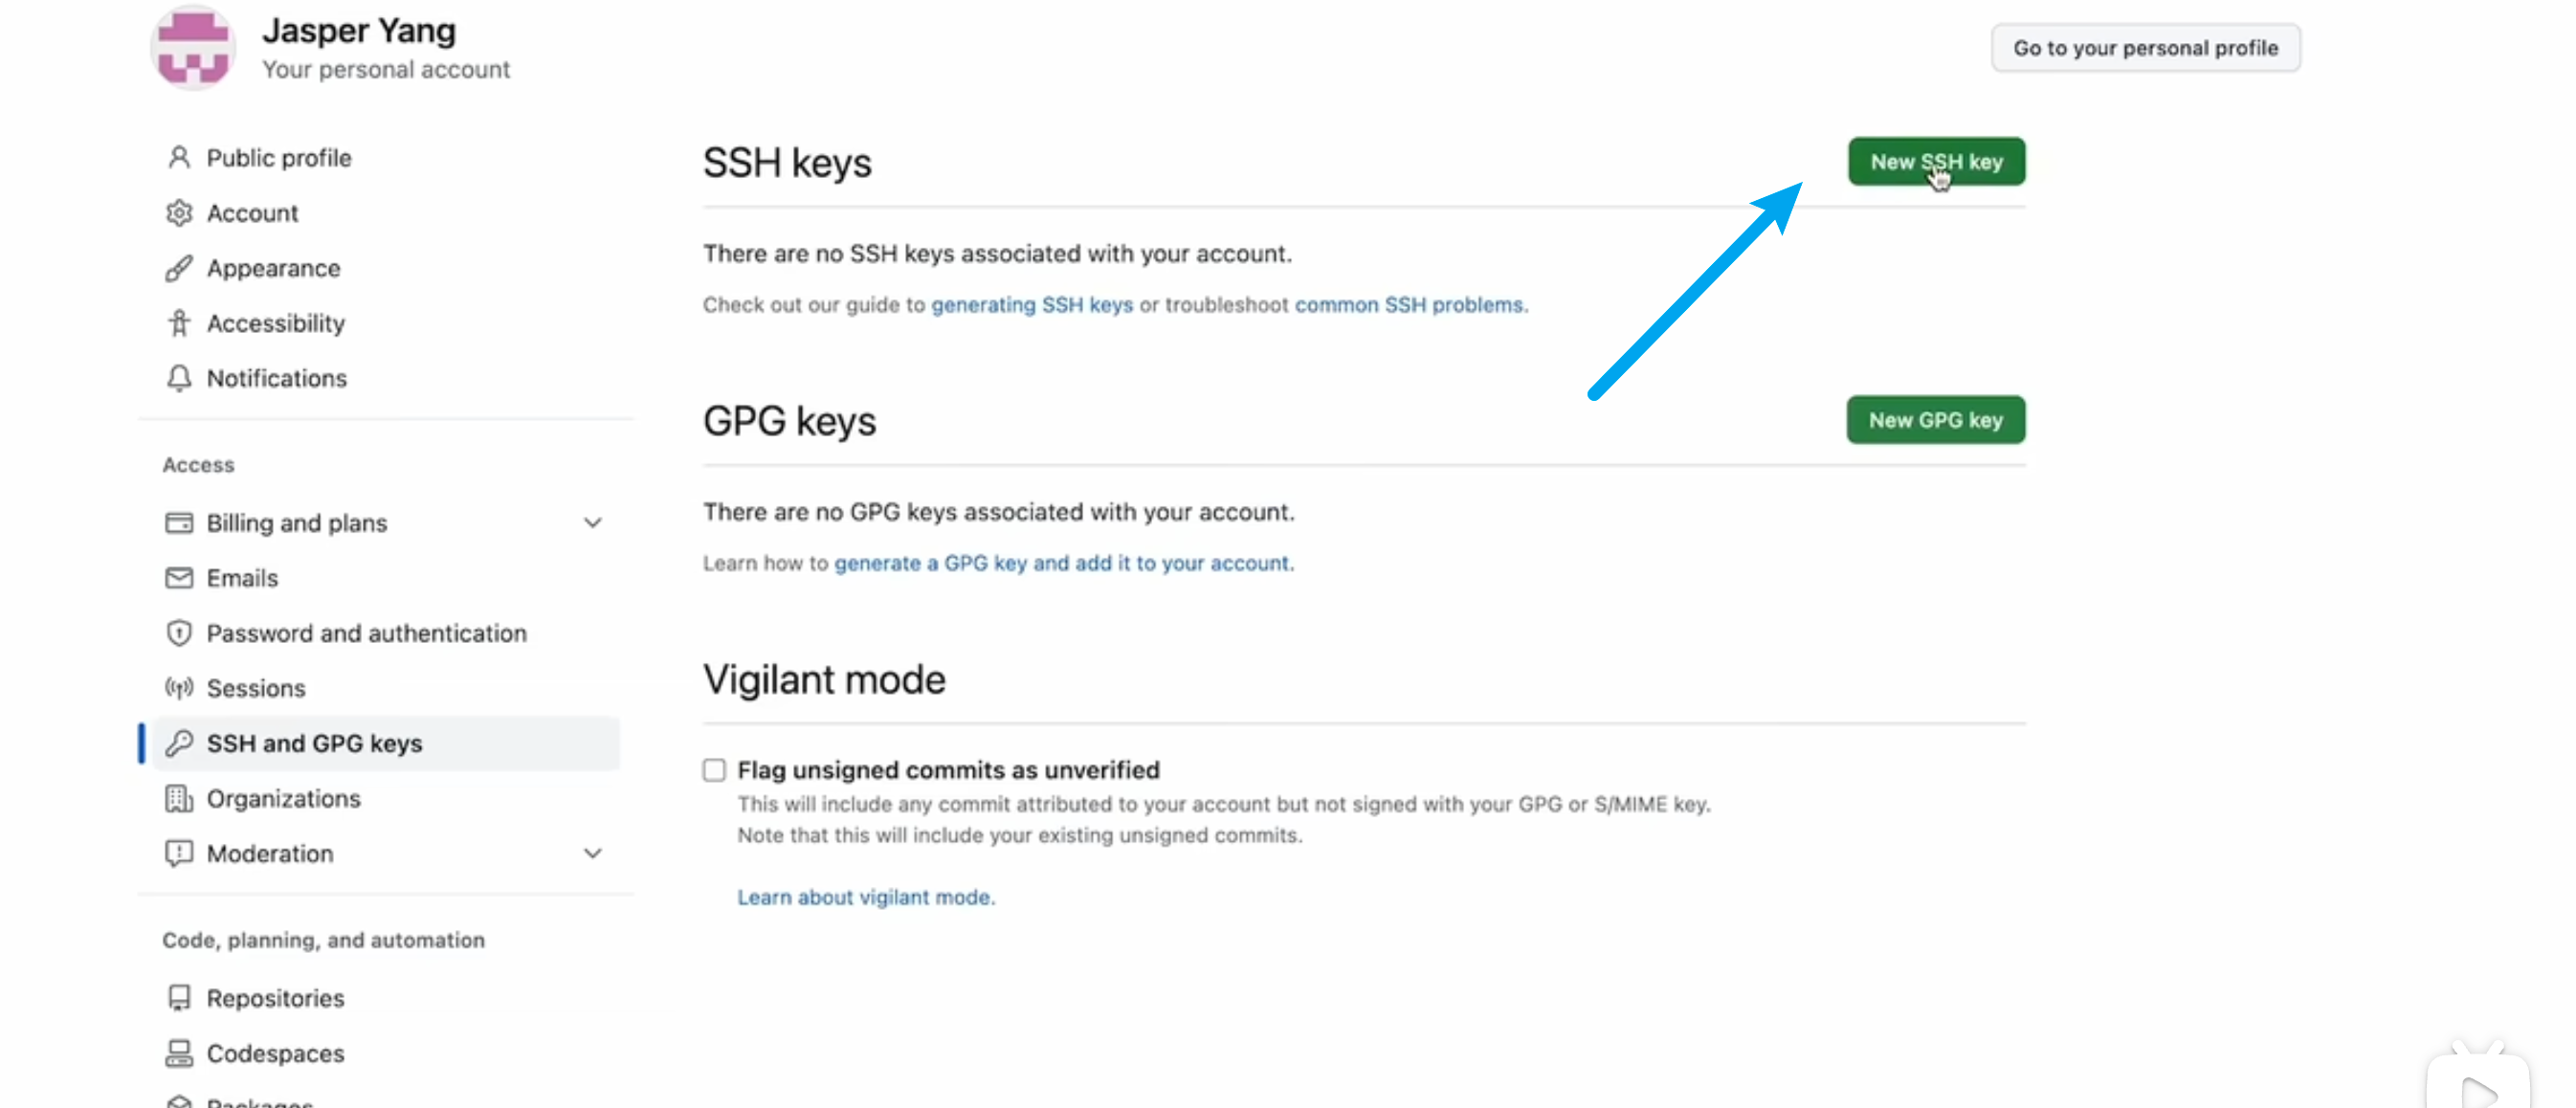 Jasper Yang
Your personal account
Go to your personal profile
Public profile
Account
Appearance
Accessibility
Notifications
Access
Billing and plans
Emails
Password and authentication
Sessions
SSH and GPG keys
Organizations
Moderation
Code, planning, and automation
Repositories
Codespaces
Packages
SSH keys
New SSH key
There are no SSH keys associated with your account.
Check out our guide to generating SSH keys or troubleshoot common SSH problems.
GPG keys
New GPG key
There are no GPG keys associated with your account.
Learn how to generate a GPG key and add it to your account.
Vigilant mode
Flag unsigned commits as unverified
This will include any commit attributed to your account but not signed with your GPG or S/MIME key.
Note that this will include your existing unsigned commits.
Learn about vigilant mode.